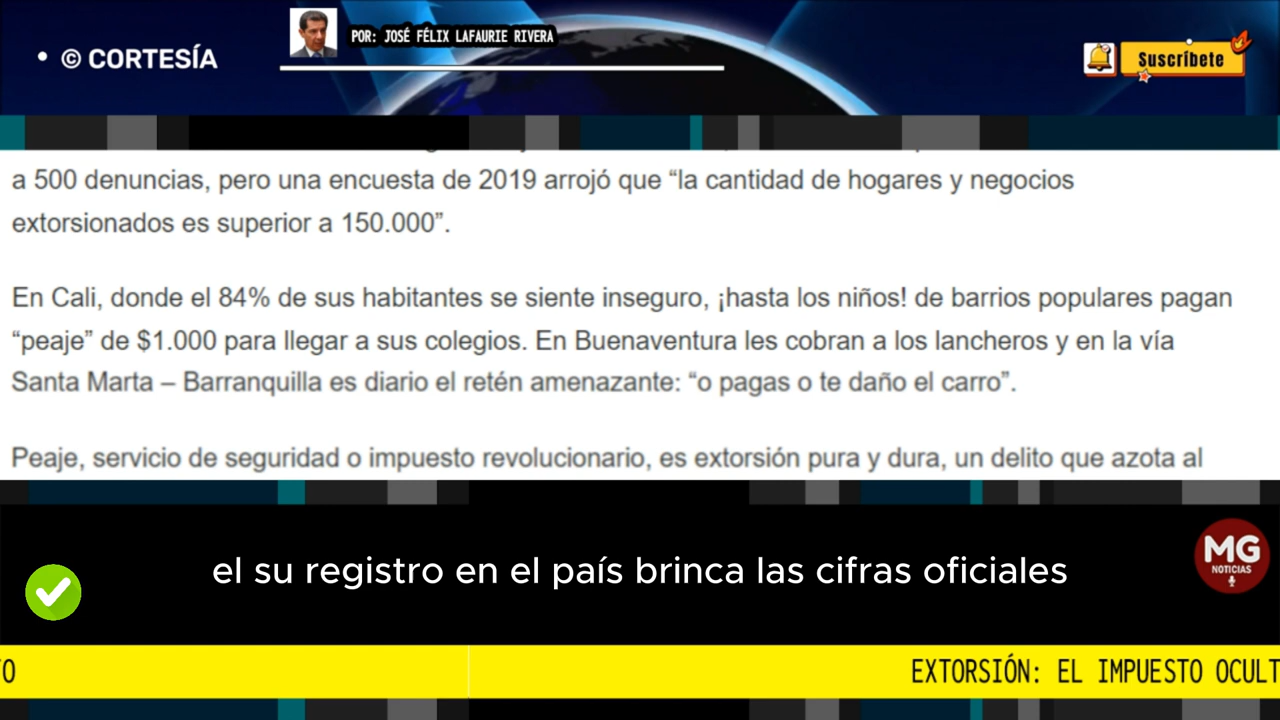 • © CORTESÍA
POR: JOSÉ FÉLIX LAFAURIE RIVERA
Suscríbete
a 500 denuncias, pero una encuesta de 2019 arrojó que “la cantidad de hogares y negocios
extorsionados es superior a 150.000”.
En Cali, donde el 84% de sus habitantes se siente inseguro, ¡hasta los niños! de barrios populares pagan
“peaje” de $1.000 para llegar a sus colegios. En Buenaventura les cobran a los lancheros y en la vía
Santa Marta – Barranquilla es diario el retén amenazante: “o pagas o te daño el carro”.
Peaje, servicio de seguridad o impuesto revolucionario, es extorsión pura y dura, un delito que azota al
el su registro en el país brinca las cifras oficiales
MG
NOTICIAS
TO
EXTORSIÓN: EL IMPUESTO OCULT